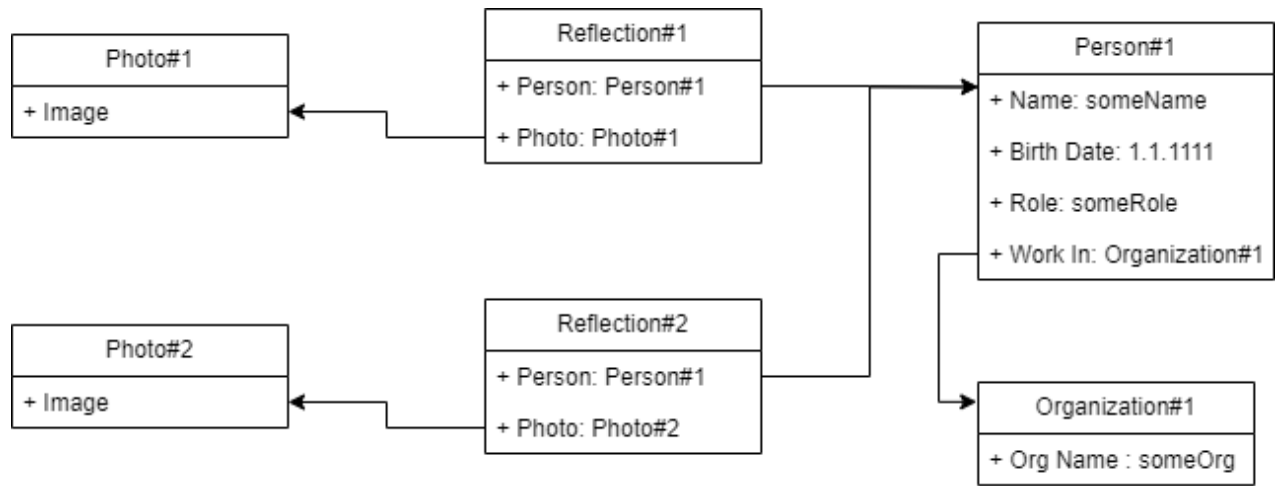 Photo#1
+ Image
Reflection#1
+ Person: Person#1
+ Photo: Photo#1
Person#1
+ Name: someName
+ Birth Date: 1.1.1111
+ Role: someRole
+ Work In: Organization#1
Photo#2
+ Image
Reflection#2
+ Person: Person#1
+ Photo: Photo#2
Organization#1
+ Org Name : someOrg